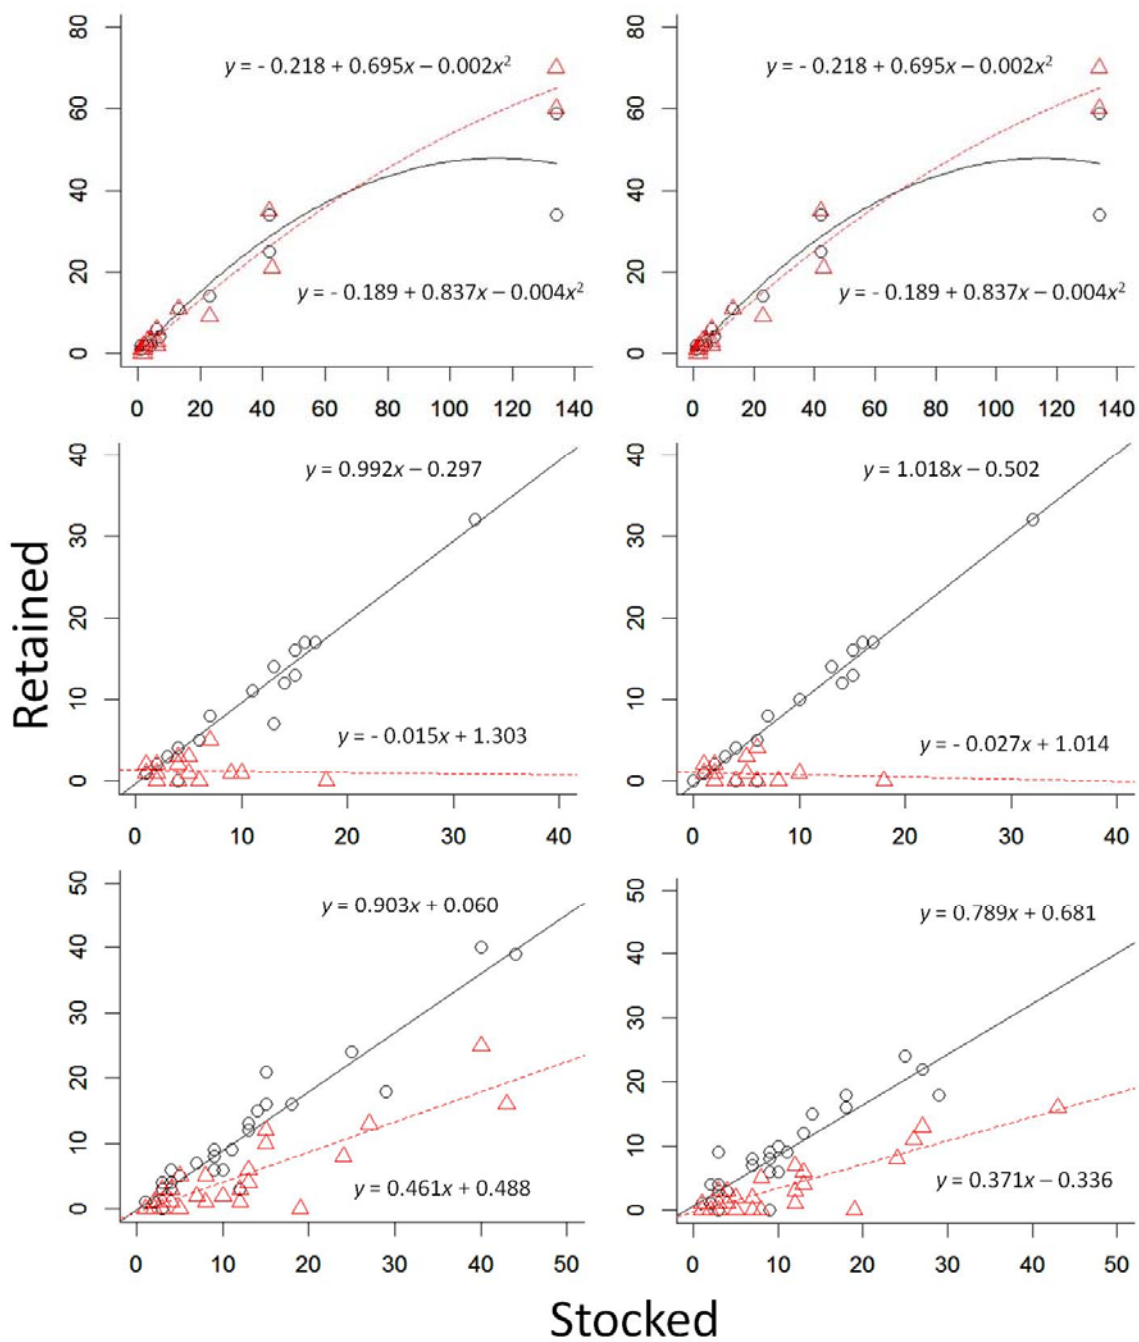 80
60
40
20
0
y = - 0.218 + 0.695x − 0.002x²
y = - 0.189 + 0.837x − 0.004x²
0 20 40 60 80 100 120 140
80
60
40
20
0
y = - 0.218 + 0.695x − 0.002x²
y = - 0.189 + 0.837x − 0.004x²
0 20 40 60 80 100 120 140
Retained
40
30
20
10
0
y = 0.992x − 0.297
y = - 0.015x + 1.303
0 10 20 30 40
40
30
20
10
0
y = 1.018x − 0.502
y = - 0.027x + 1.014
0 10 20 30 40
50
40
30
20
10
0
y = 0.903x + 0.060
y = 0.461x + 0.488
0 10 20 30 40 50
50
40
30
20
10
0
y = 0.789x + 0.681
y = 0.371x − 0.336
0 10 20 30 40 50
Stocked